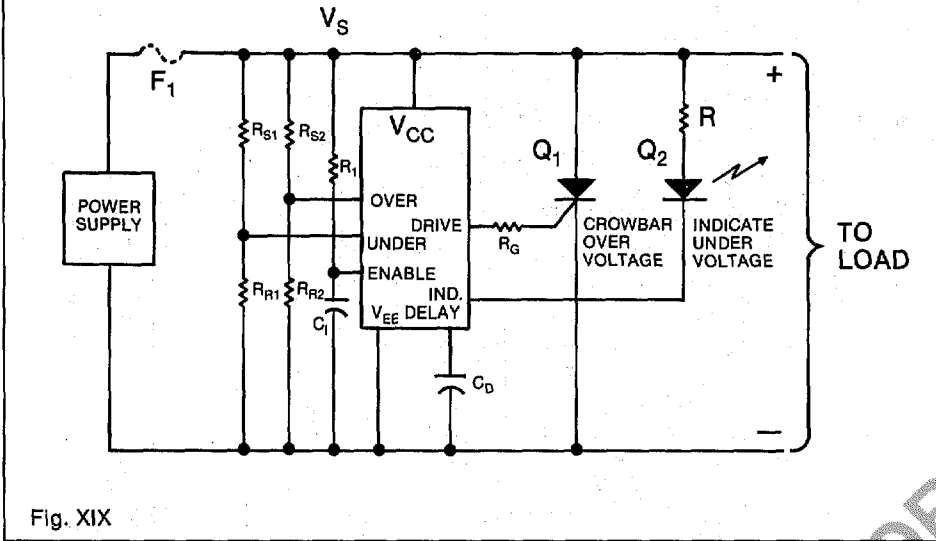 V_S
F_1
+
R_S1
R_S2
R_1
V_CC
R
Q_1
Q_2
POWER
SUPPLY
OVER
UNDER
ENABLE
DRIVE
R_G
CROWBAR
OVER
VOLTAGE
INDICATE
UNDER
VOLTAGE
TO
LOAD
R_R1
R_R2
C_I
IND.
V_EE DELAY
C_D
—
Fig. XIX